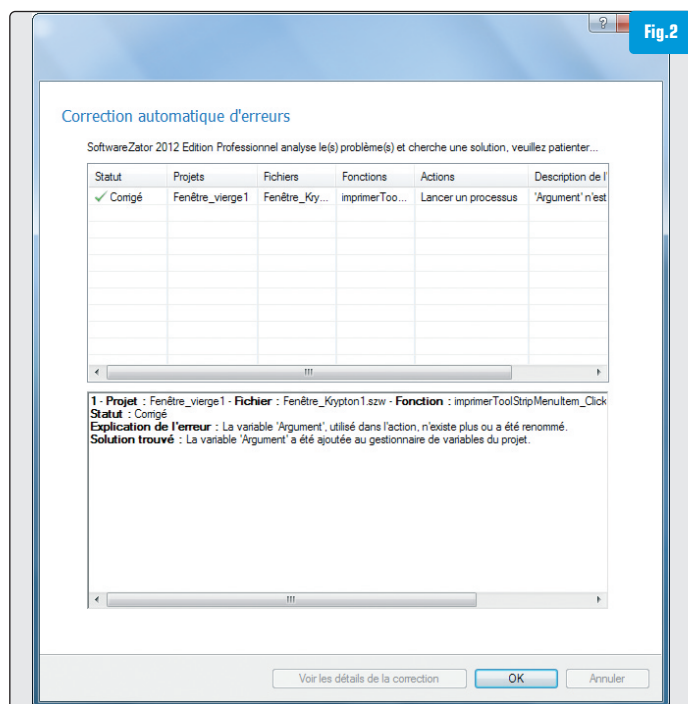 Fig.2
Correction automatique d'erreurs
SoftwareZator 2012 Edition Professionnel analyse le(s) problème(s) et cherche une solution, veuillez patienter...
Statut Projets Fichiers Fonctions Actions Description de l'
Corrigé Fenêtre_vierge1 Fenêtre_Kry... imprimerToo... Lancer un processus 'Argument' n'est
1 - Projet : Fenêtre_vierge1 - Fichier : Fenêtre_Krypton1.szw - Fonction : imprimerToolStripMenuItem_Click
Statut : Corrigé
Explication de l'erreur : La variable 'Argument', utilisé dans l'action, n'existe plus ou a été renommé.
Solution trouvé : La variable 'Argument' a été ajoutée au gestionnaire de variables du projet.
Voir les détails de la correction OK Annuler